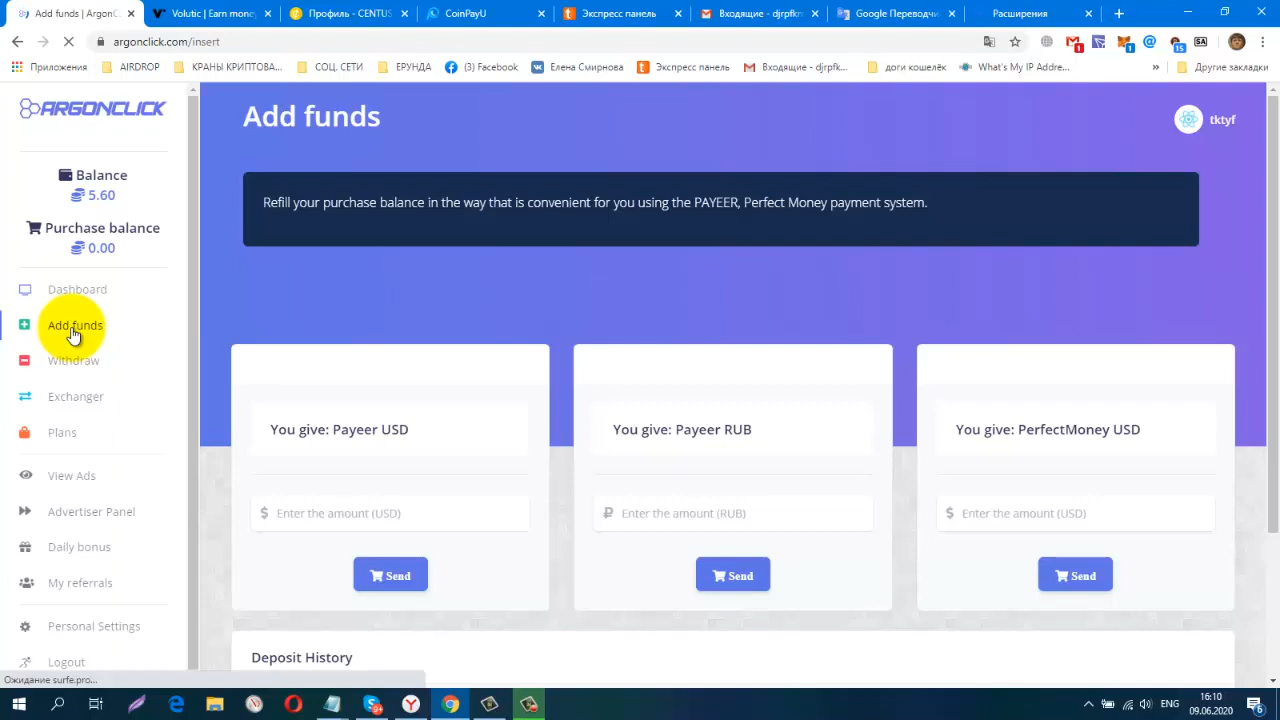 Add funds | ArgonC
Volutic | Earn money
Профиль - CENTUS
CoinPayU
Экспресс панель
Входящие - djrpfkm
Google Переводчи
Расширения
argonclick.com/insert
Приложения
AIRDROP
КРАНЫ КРИПТОВА...
СОЦ. СЕТИ
ЕРУНДА
Facebook
Елена Смирнова
Экспресс панель
Входящие - djrpfk...
доги кошелёк
What's My IP Addre...
»
Другие закладки
ARGONCLICK
Balance
5.60
Purchase balance
0.00
Dashboard
Add funds
Withdraw
Exchanger
Plans
View Ads
Advertiser Panel
Daily bonus
My referrals
Personal Settings
Logout
Add funds
tktyf
Refill your purchase balance in the way that is convenient for you using the PAYEER, Perfect Money payment system.
You give: Payeer USD
$ Enter the amount (USD)
Send
You give: Payeer RUB
₽ Enter the amount (RUB)
Send
You give: PerfectMoney USD
$ Enter the amount (USD)
Send
Deposit History
Ожидание surfe.pro...
ENG
16:10
09.06.2020